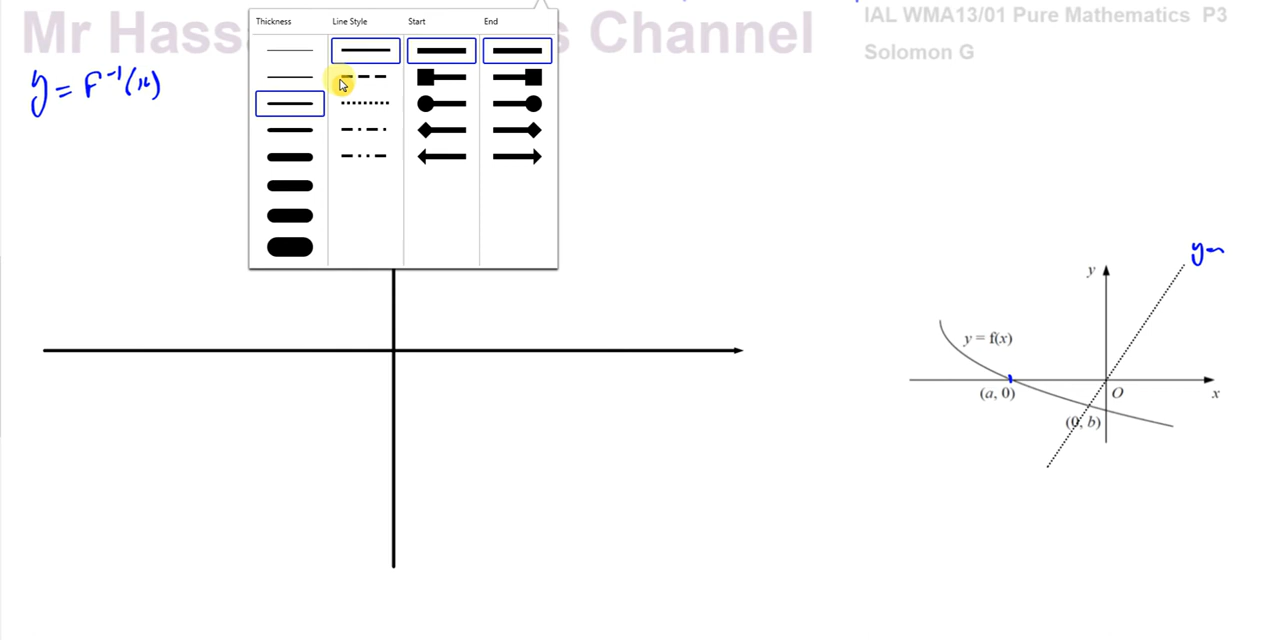 Mr Hass
s Channel
IAL WMA13/01 Pure Mathematics P3
Solomon G
Thickness
Line Style
Start
End
y = F⁻¹(x)
y=
y
y = f(x)
(a, 0)
O
x
(0, b)